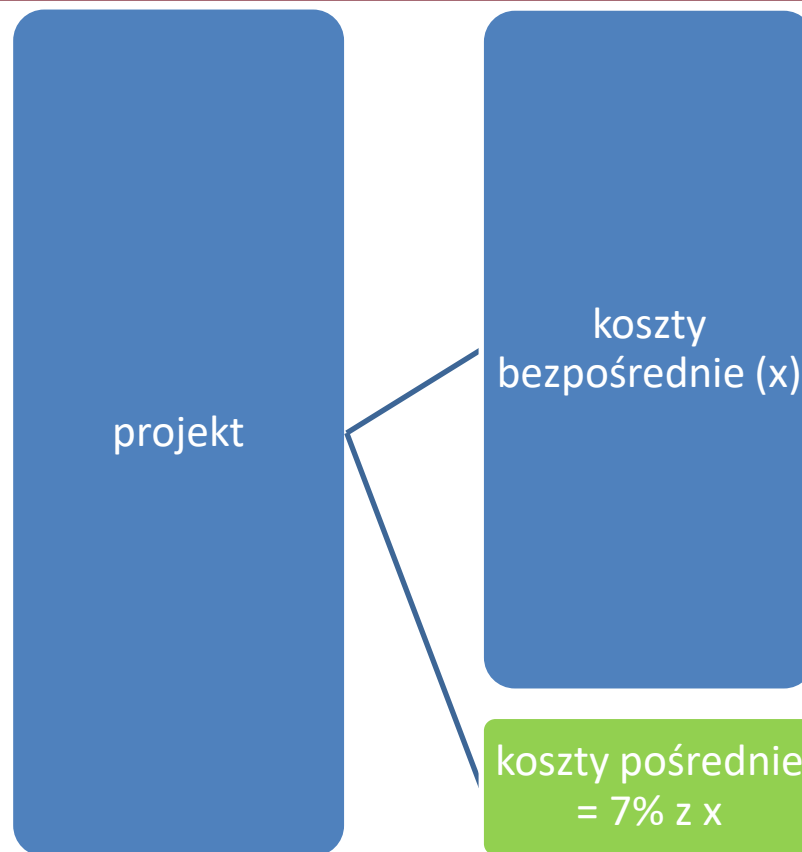 projekt
koszty
bezpośrednie (x)
koszty pośrednie
= 7% z x